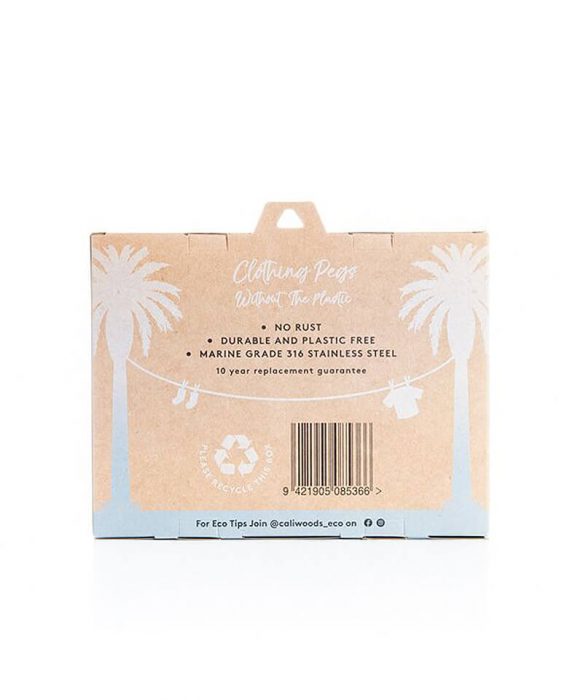 Clothing Pegs
Without The Plastic
• NO RUST
• DURABLE AND PLASTIC FREE
• MARINE GRADE 316 STAINLESS STEEL
10 year replacement guarantee
PLEASE RECYCLE THIS BOX
9 421905 085366 >
For Eco Tips Join @caliwoods_eco on